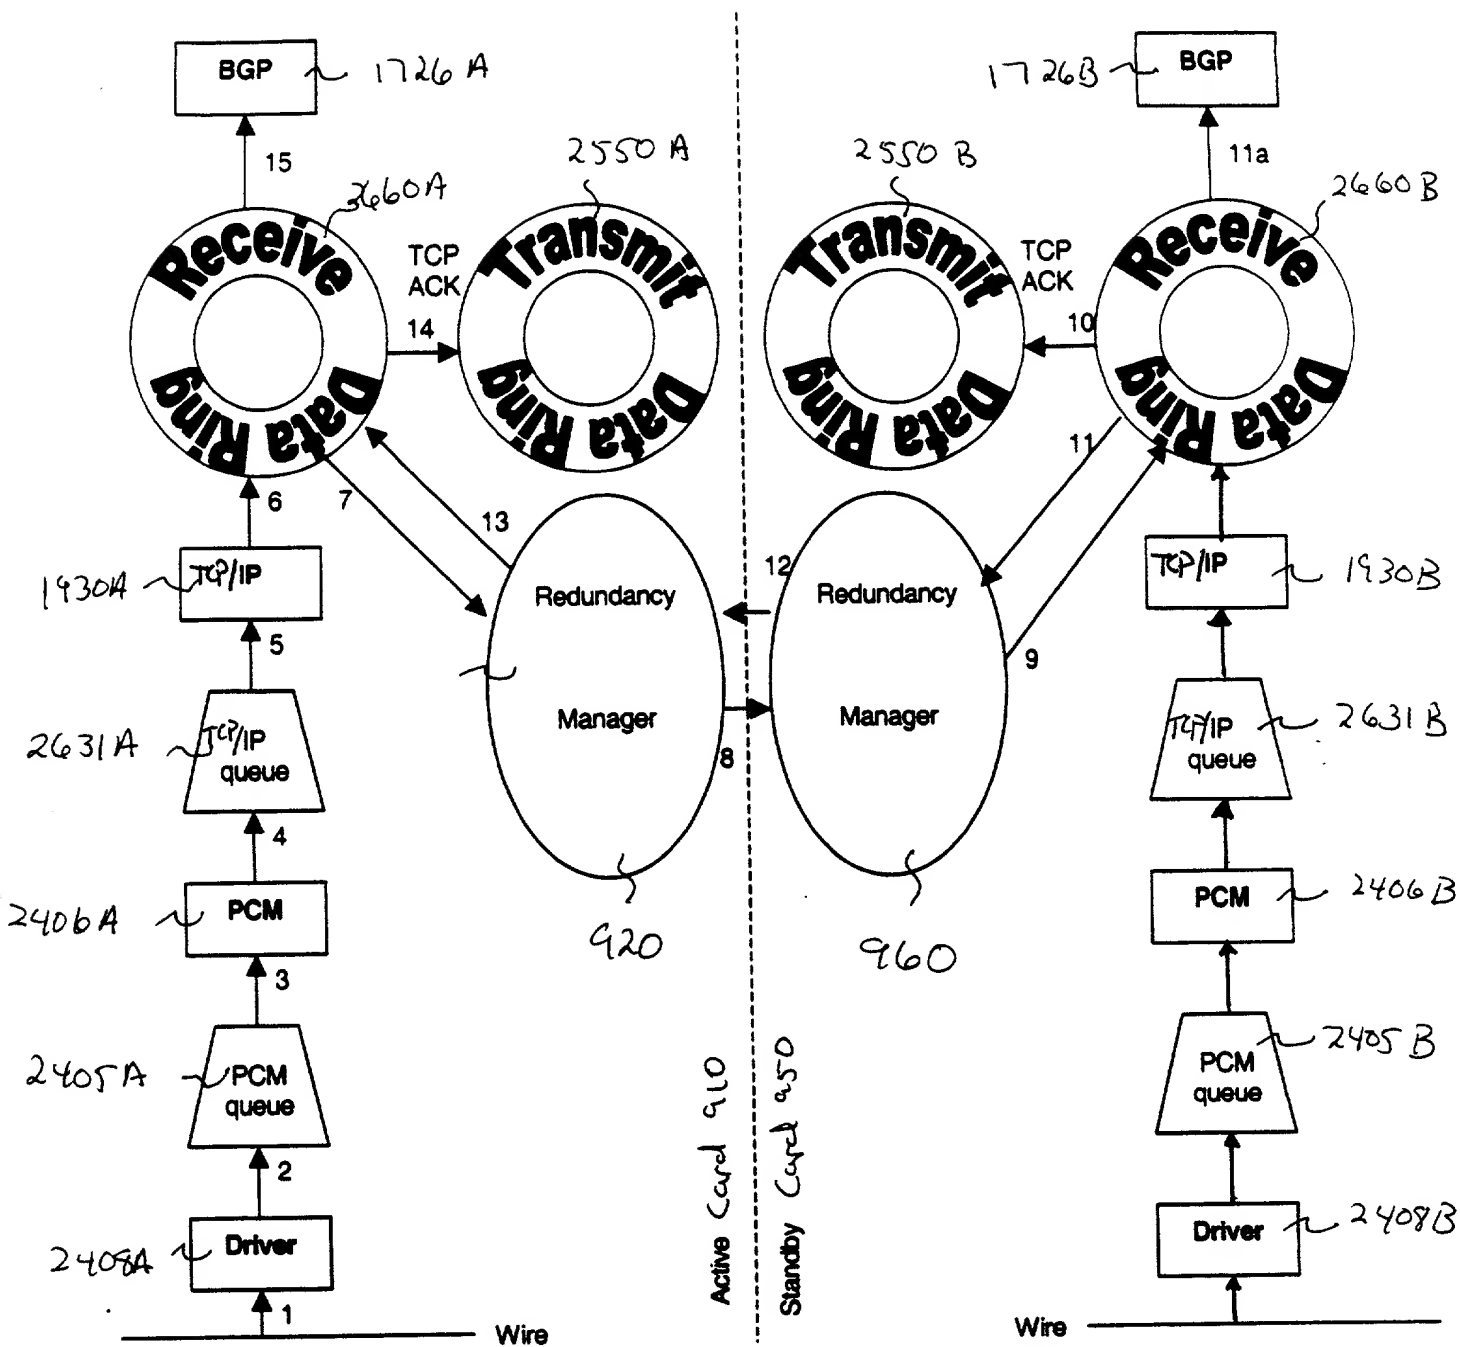 BGP
1726A
15
3660A
Receive
Data Ring
TCP
ACK
14
2550A
Transmit
Data Ring
6
7
13
TCP/IP
1930A
5
TCP/IP
queue
2631A
4
PCM
2406A
3
PCM
queue
2405A
2
Driver
2408A
1
Wire
Redundancy
Manager
8
920
Active Card 910
BGP
1726B
11a
2660B
Receive
Data Ring
TCP
ACK
10
2550B
Transmit
Data Ring
11
9
12
Redundancy
Manager
960
Standby Card 950
TCP/IP
1930B
TCP/IP
queue
2631B
PCM
2406B
PCM
queue
2405B
Driver
2408B
Wire